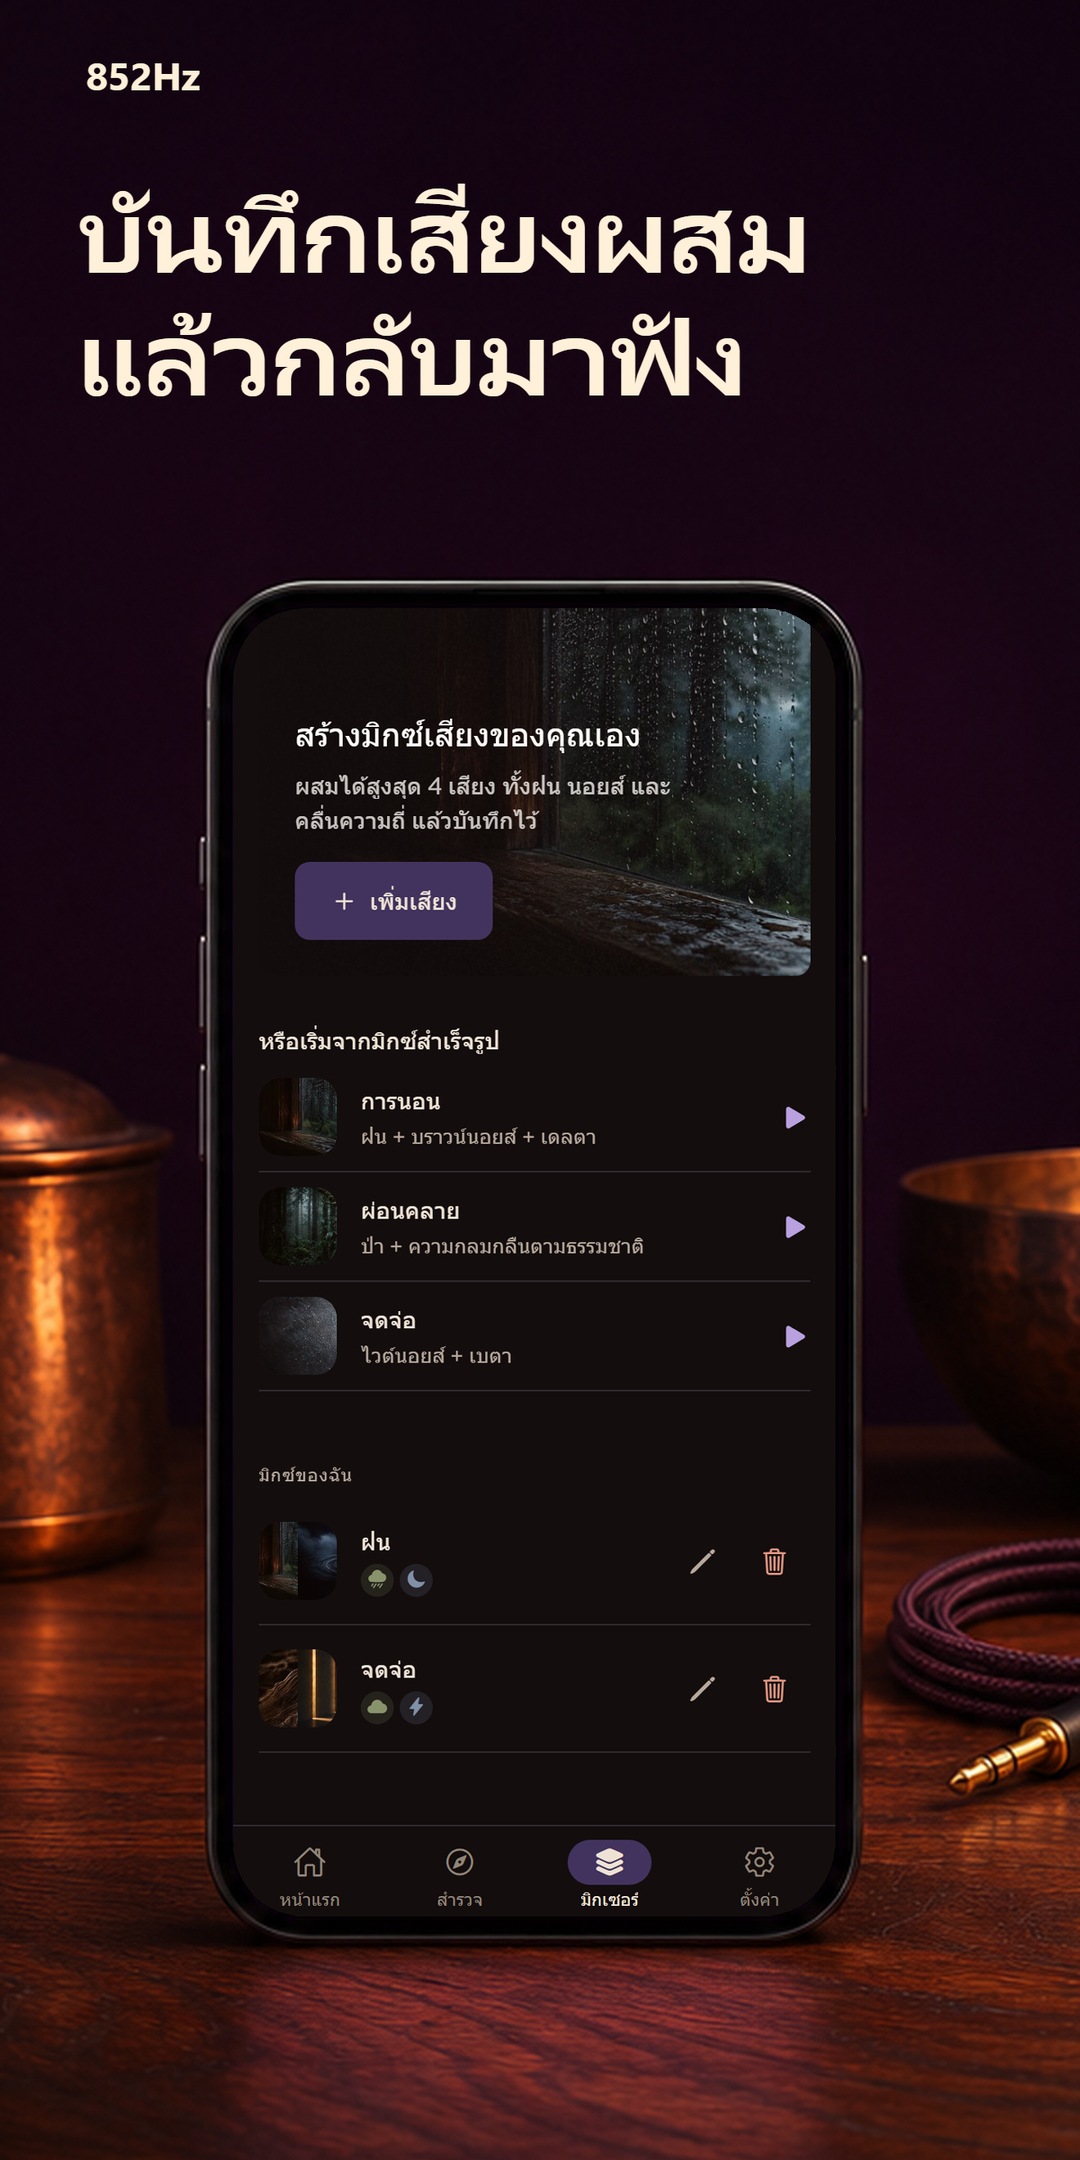 852Hz
บันทึกเสียงผสม
แล้วกลับมาฟัง
สร้างมิกซ์เสียงของคุณเอง
ผสมได้สูงสุด 4 เสียง ทั้งฝน นอยส์ และ
คลื่นความถี่ แล้วบันทึกไว้
+ เพิ่มเสียง
หรือเริ่มจากมิกซ์สำเร็จรูป
การนอน
ฝน + บราวน์นอยส์ + เดลตา
ผ่อนคลาย
ป่า + ความกลมกลืนตามธรรมชาติ
จดจ่อ
ไวต์นอยส์ + เบตา
มิกซ์ของฉัน
ฝน
จดจ่อ
หน้าแรก
สำรวจ
มิกเซอร์
ตั้งค่า